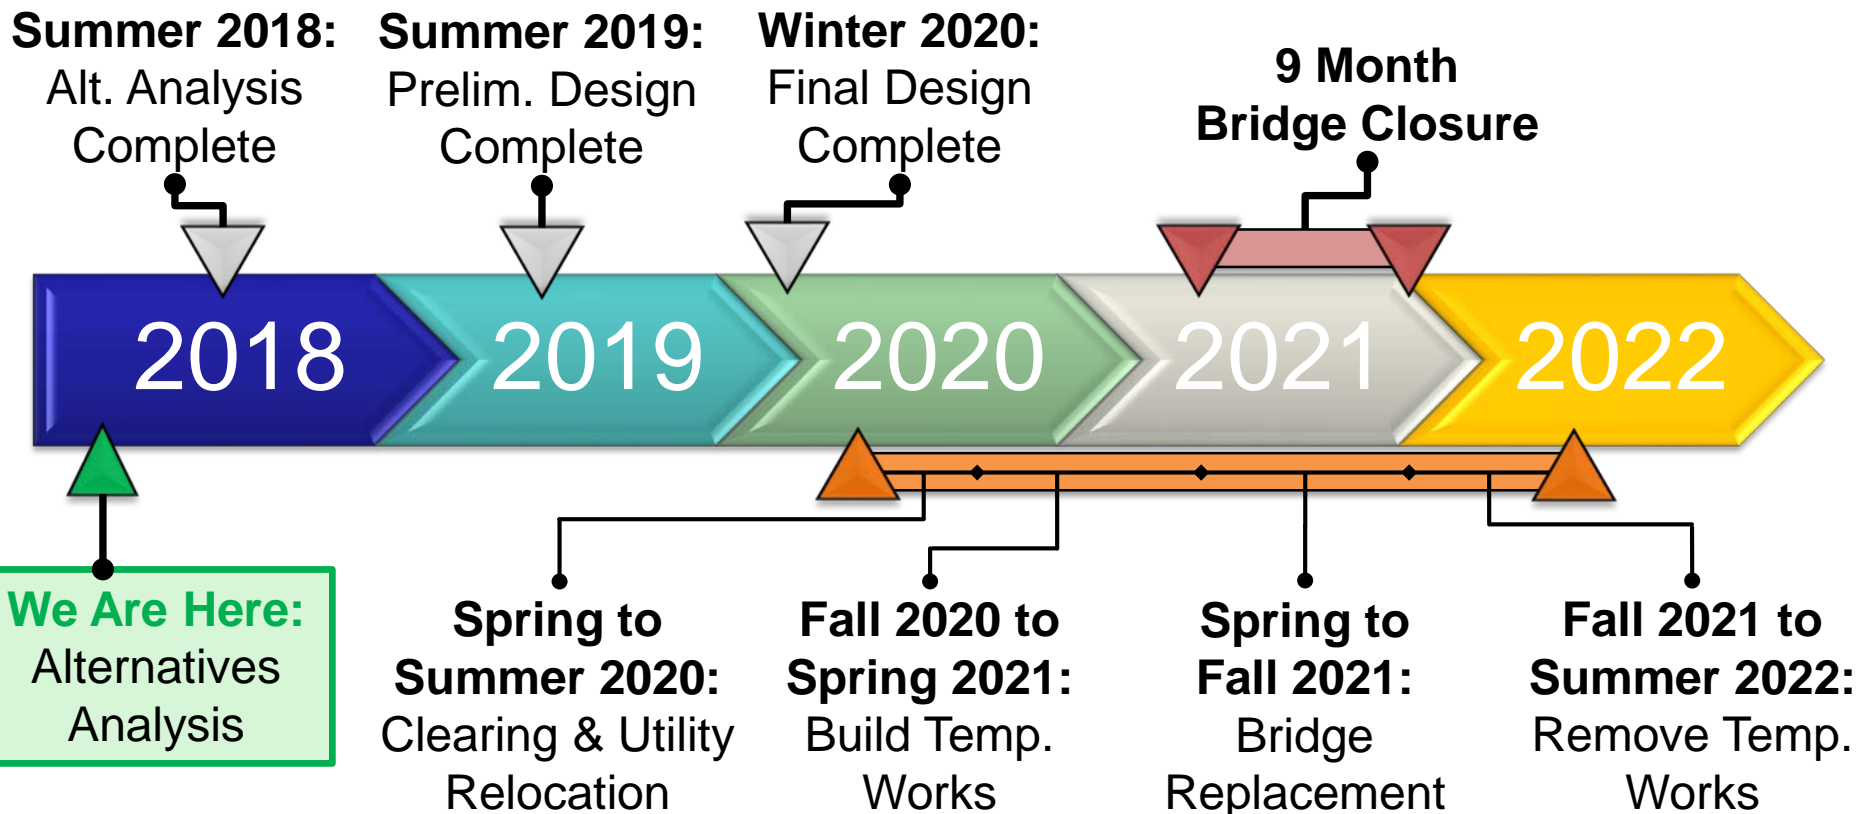 Summer 2018:
Alt. Analysis
Complete
Summer 2019:
Prelim. Design
Complete
Winter 2020:
Final Design
Complete
9 Month
Bridge Closure
2018
2019
2020
2021
2022
We Are Here:
Alternatives
Analysis
Spring to
Summer 2020:
Clearing & Utility
Relocation
Fall 2020 to
Spring 2021:
Build Temp.
Works
Spring to
Fall 2021:
Bridge
Replacement
Fall 2021 to
Summer 2022:
Remove Temp.
Works